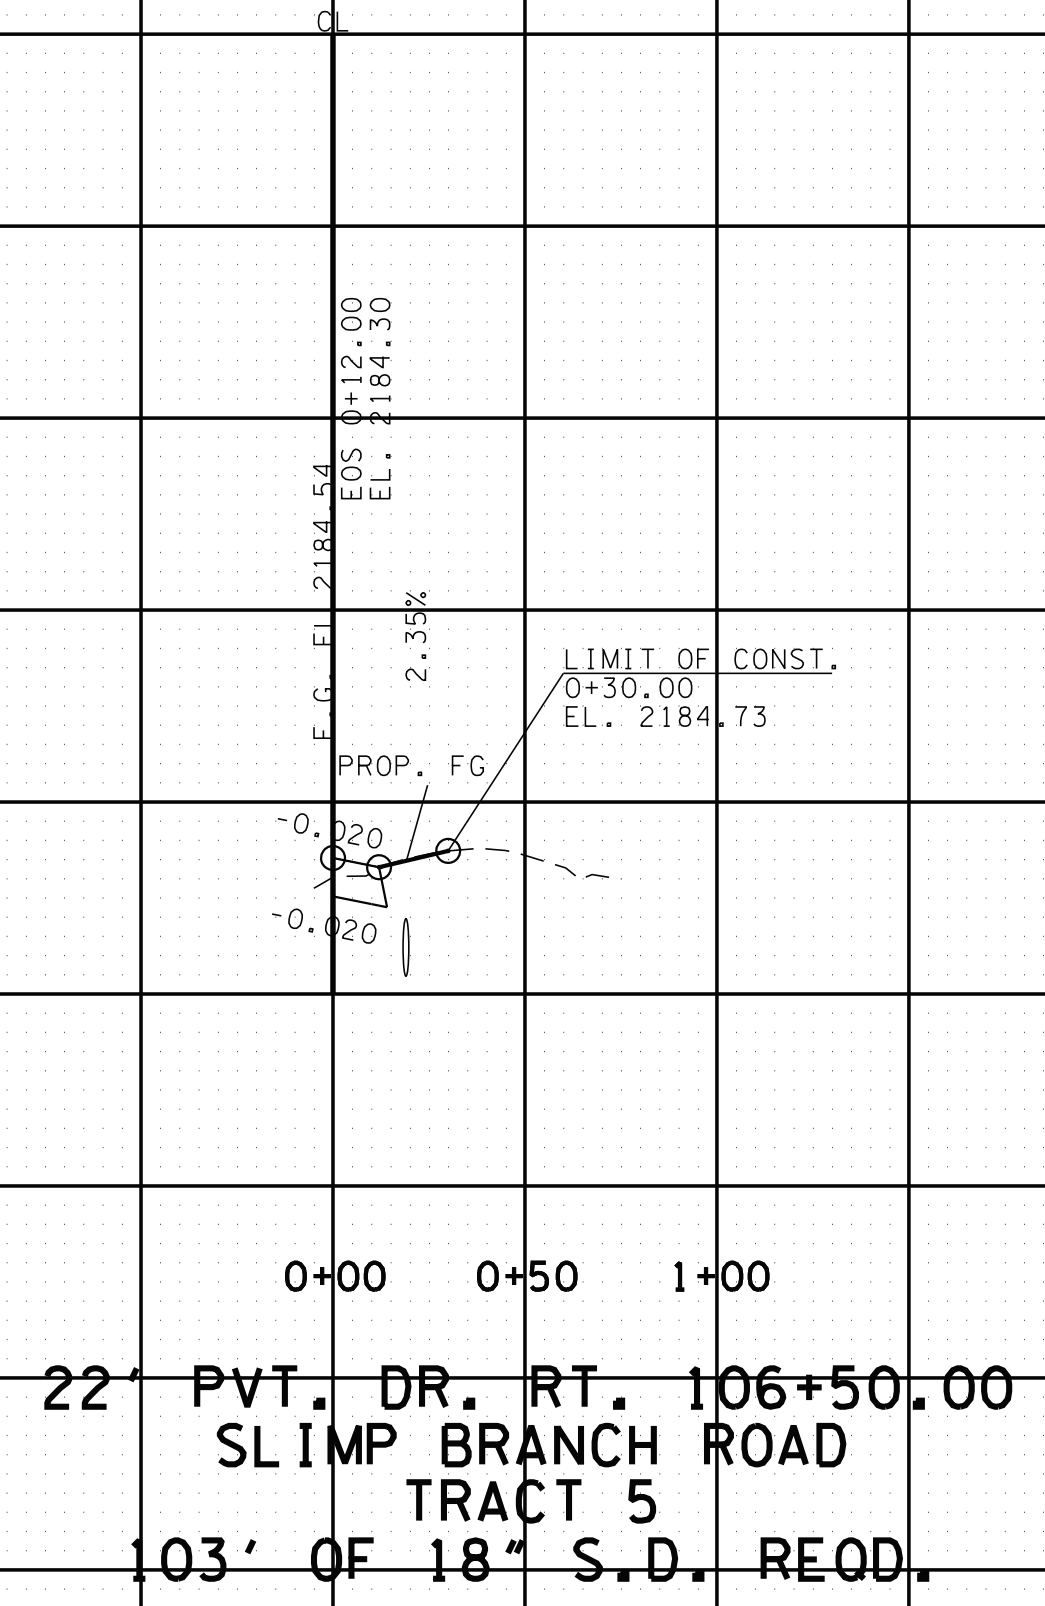 CL
EOS 0+12.00
EL. 2184.30
F.G. El 2184.54
2.35%
LIMIT OF CONST.
0+30.00
EL. 2184.73
PROP. FG
-0.020
-0.020
0+00 0+50 1+00
22' PVT. DR. RT. 106+50.00
SLIMP BRANCH ROAD
TRACT 5
103' OF 18" S.D. REQD.